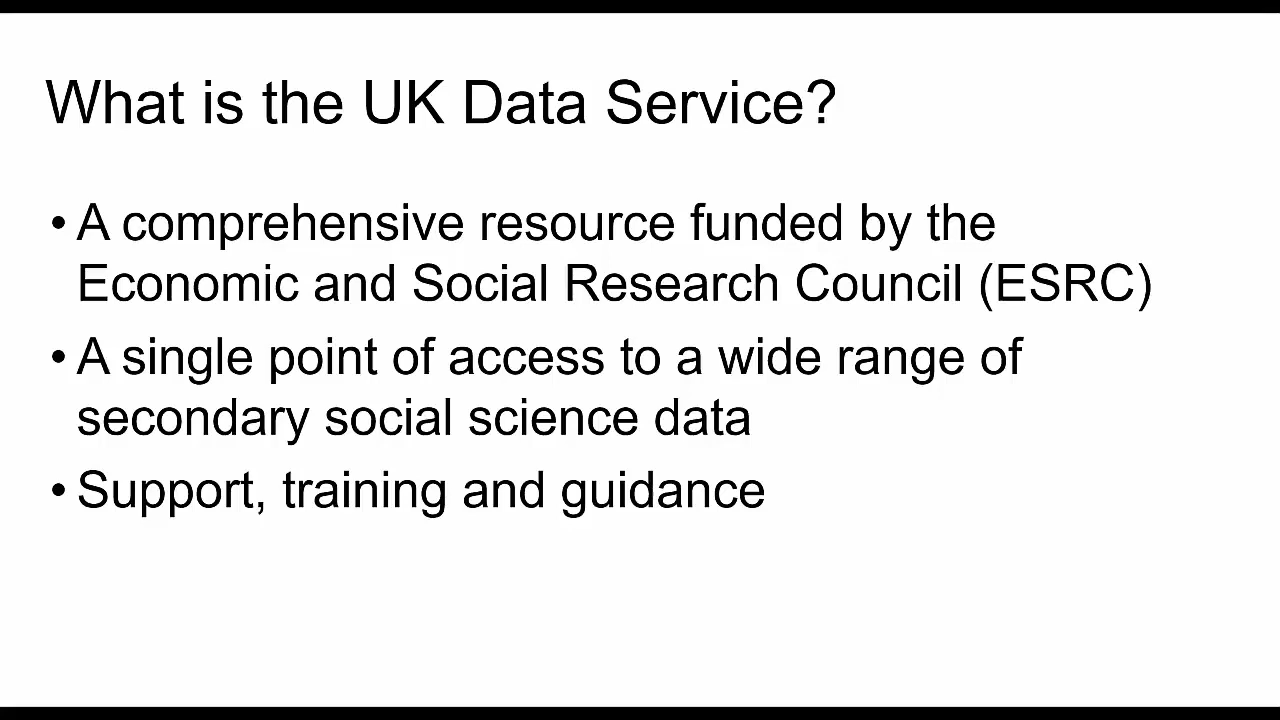 What is the UK Data Service?
• A comprehensive resource funded by the
Economic and Social Research Council (ESRC)
• A single point of access to a wide range of
secondary social science data
• Support, training and guidance